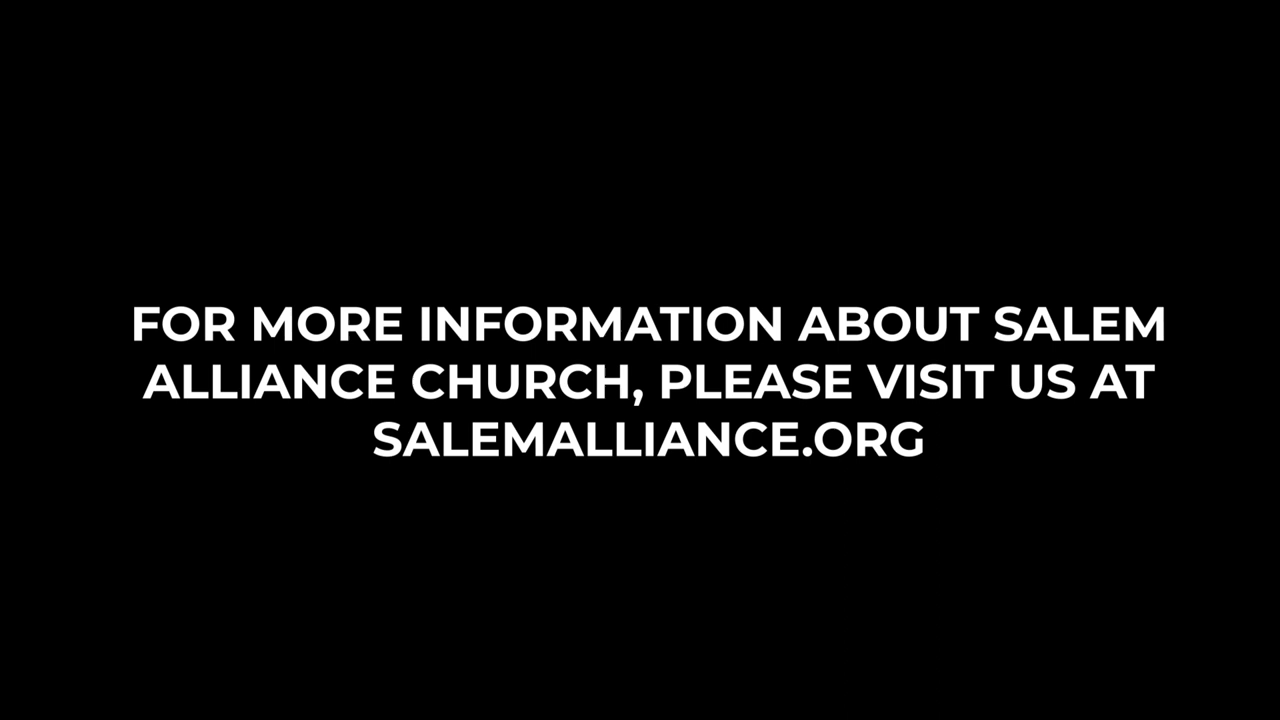 FOR MORE INFORMATION ABOUT SALEM
ALLIANCE CHURCH, PLEASE VISIT US AT
SALEMALLIANCE.ORG